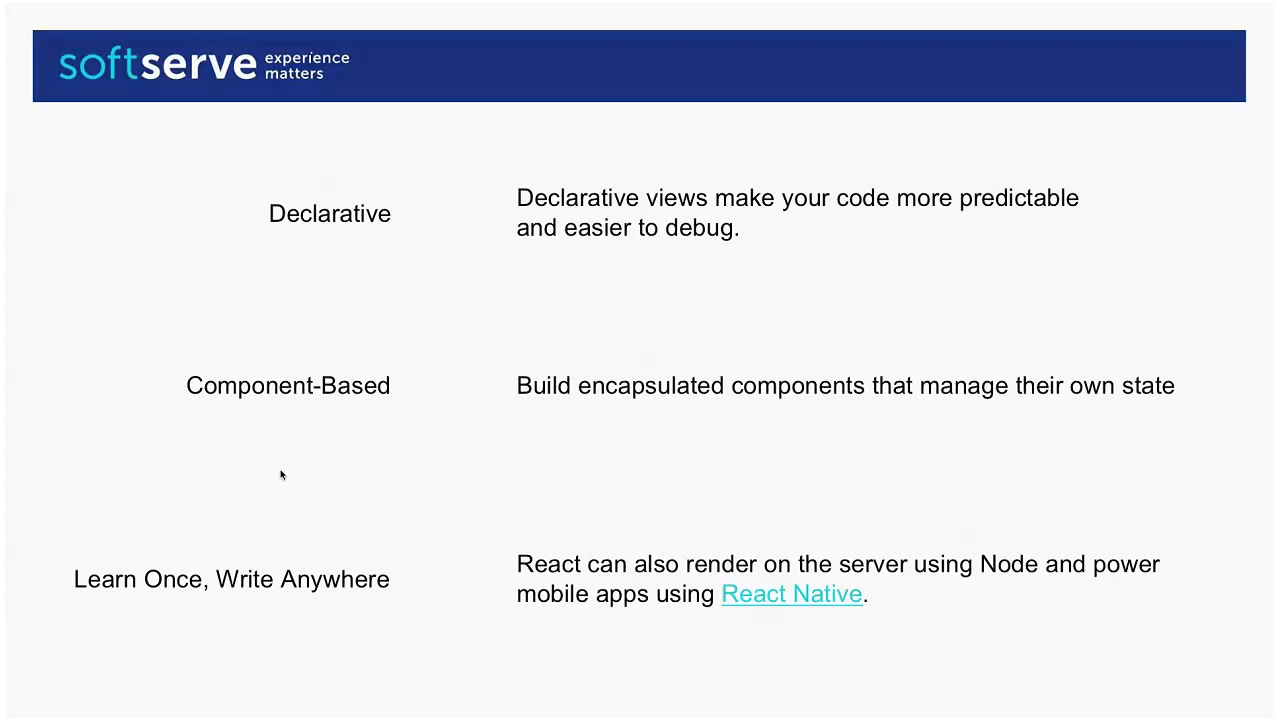 softserve experience
matters
Declarative
Declarative views make your code more predictable
and easier to debug.
Component-Based
Build encapsulated components that manage their own state
Learn Once, Write Anywhere
React can also render on the server using Node and power
mobile apps using React Native.